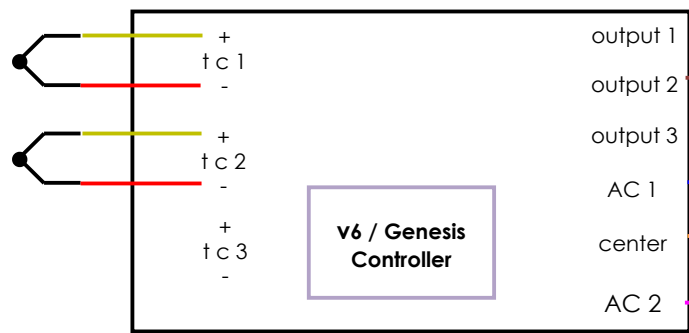 +
t c 1
-
+
t c 2
-
+
t c 3
-
v6 / Genesis
Controller
output 1
output 2
output 3
AC 1
center
AC 2